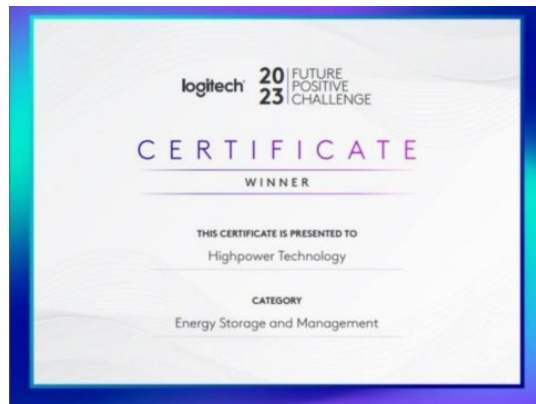 logitech
20 FUTURE
POSITIVE
23 CHALLENGE
CERTIFICATE
WINNER
THIS CERTIFICATE IS PRESENTED TO
Highpower Technology
CATEGORY
Energy Storage and Management